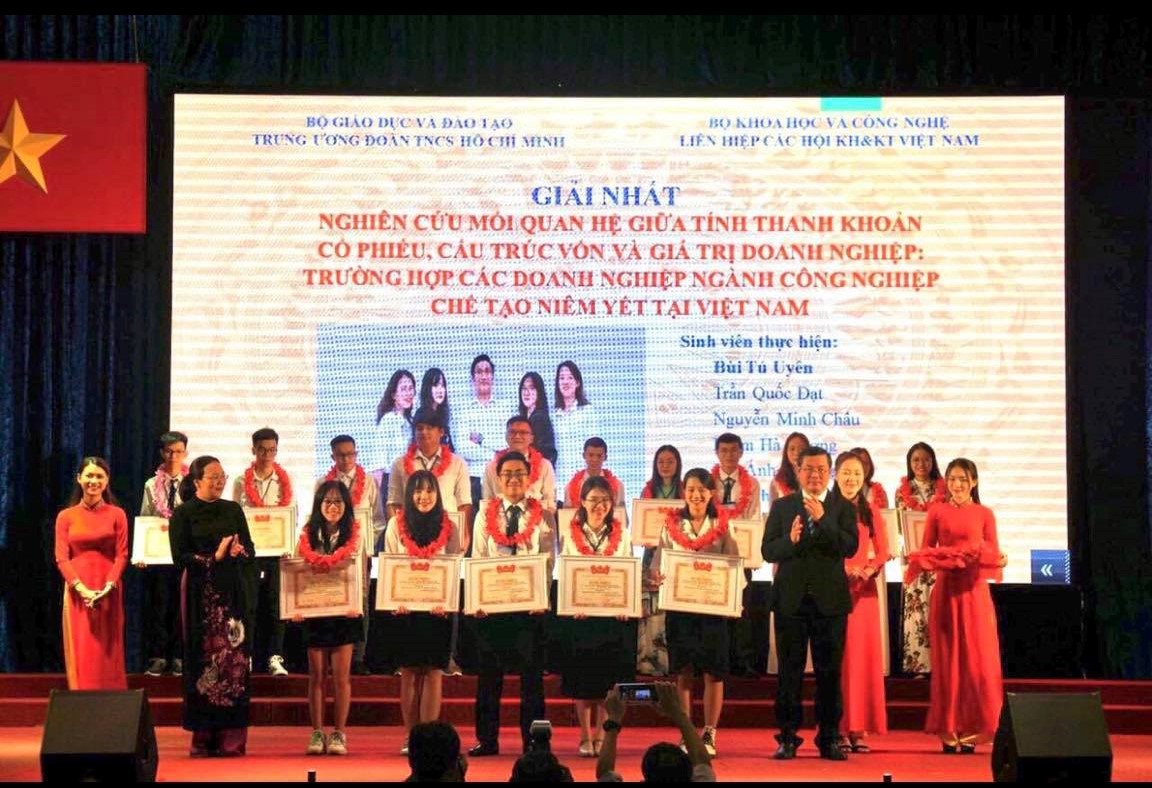 BỘ GIÁO DỤC VÀ ĐÀO TẠO
TRUNG ƯƠNG ĐOÀN TNCS HỒ CHÍ MINH
BỘ KHOA HỌC VÀ CÔNG NGHỆ
LIÊN HIỆP CÁC HỘI KH&KT VIỆT NAM
GIẢI NHẤT
NGHIÊN CỨU MỐI QUAN HỆ GIỮA TÍNH THANH KHOẢN
CỔ PHIẾU, CẤU TRÚC VỐN VÀ GIÁ TRỊ DOANH NGHIỆP:
TRƯỜNG HỢP CÁC DOANH NGHIỆP NGÀNH CÔNG NGHIỆP
CHẾ TẠO NIÊM YẾT TẠI VIỆT NAM
Sinh viên thực hiện:
Bùi Tú Uyên
Trần Quốc Đạt
Nguyễn Minh Châu
Hà